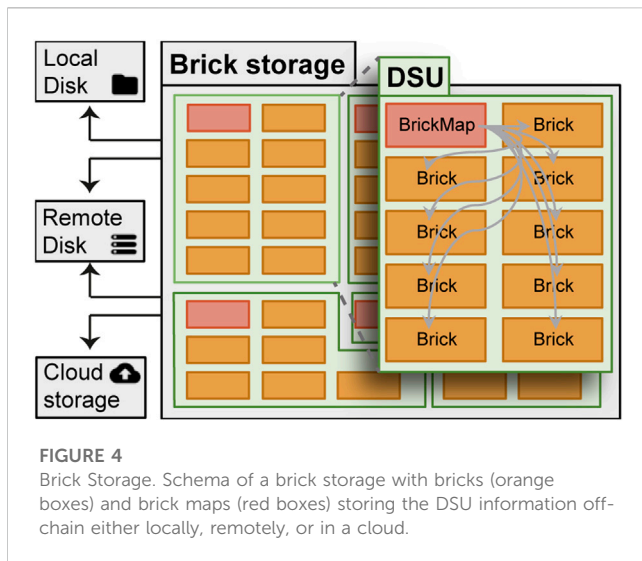 Local
Disk
Brick storage
DSU
BrickMap
Brick
Brick
Brick
Remote
Disk
Brick
Brick
Brick
Brick
Cloud
storage
Brick
Brick
FIGURE 4
Brick Storage. Schema of a brick storage with bricks (orange
boxes) and brick maps (red boxes) storing the DSU information off-
chain either locally, remotely, or in a cloud.